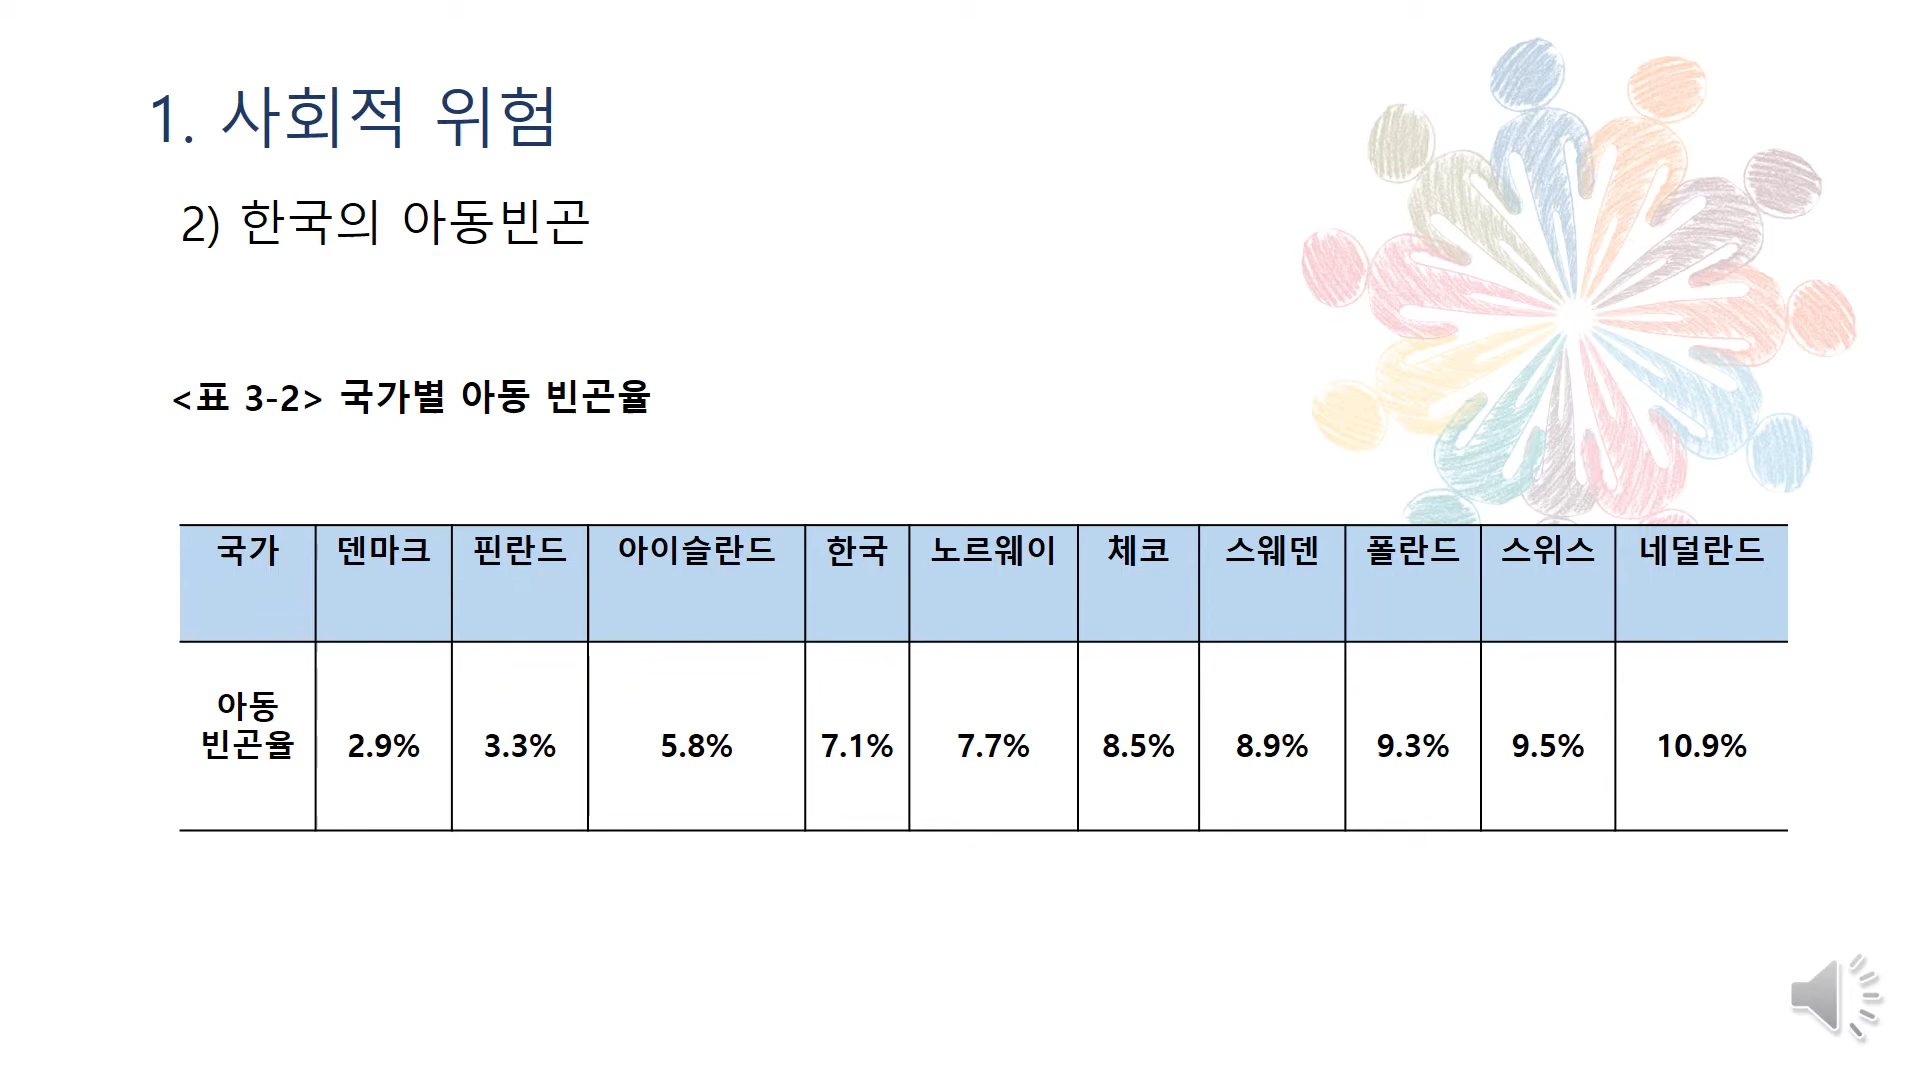 1. 사회적 위험
2) 한국의 아동빈곤
<표 3-2> 국가별 아동 빈곤율
국가 덴마크 핀란드 아이슬란드 한국 노르웨이 체코 스웨덴 폴란드 스위스 네덜란드
아동
빈곤율 2.9% 3.3% 5.8% 7.1% 7.7% 8.5% 8.9% 9.3% 9.5% 10.9%